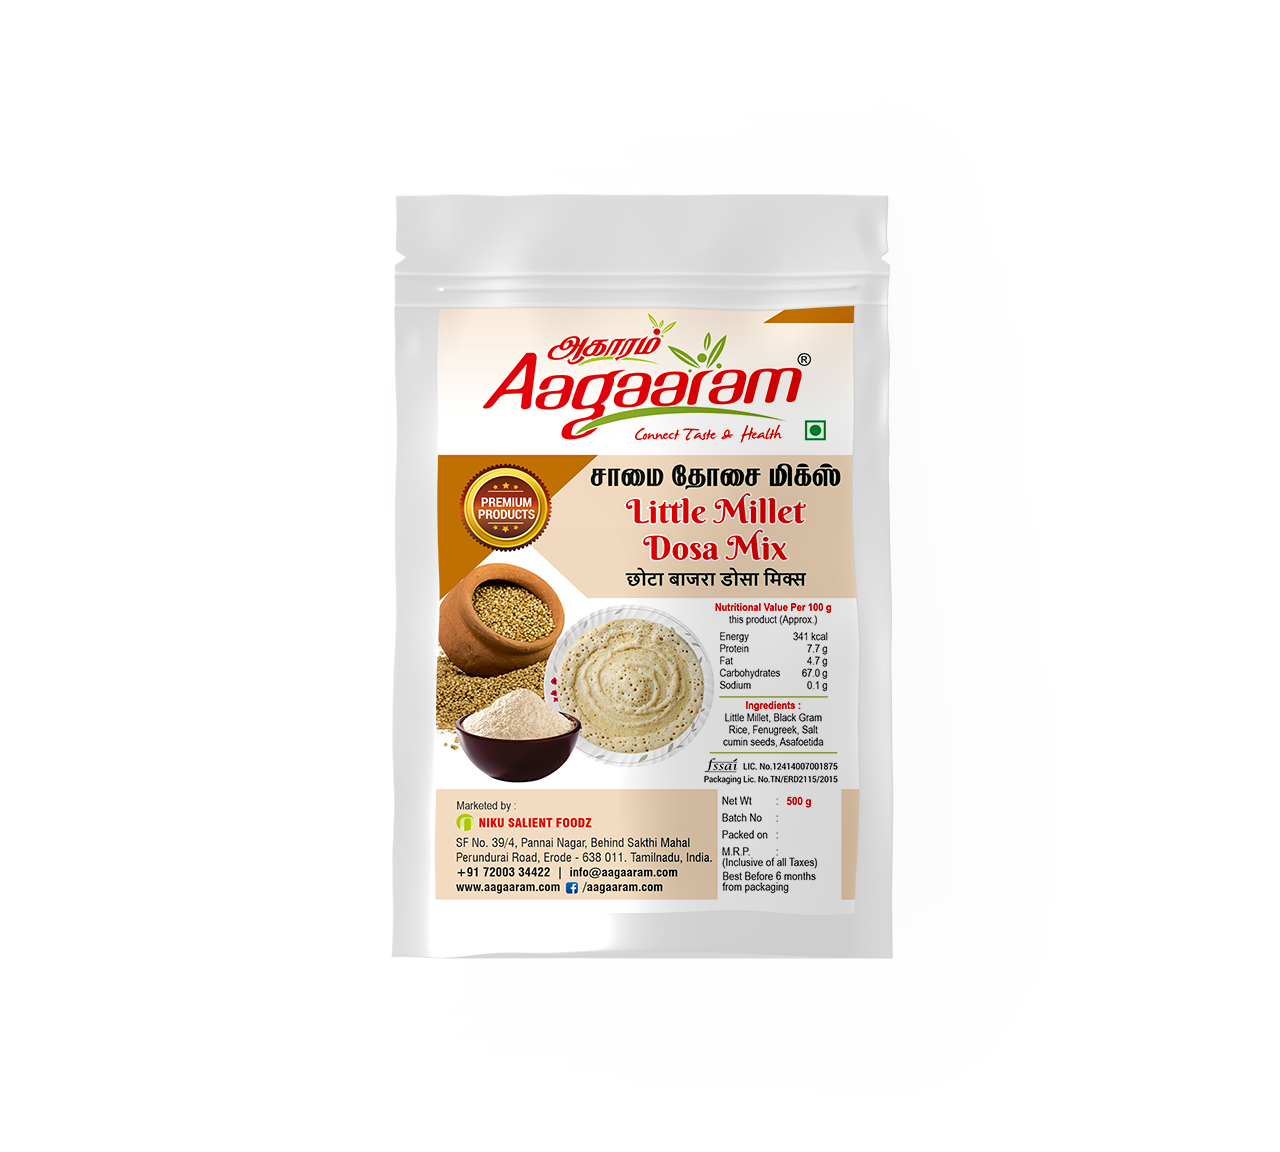 ஆகாரம்
Aagaaram®
Connect Taste & Health
PREMIUM
PRODUCTS
சாமை தோசை மிக்ஸ்
Little Millet
Dosa Mix
छोटा बाजरा डोसा मिक्स
Nutritional Value Per 100 g
this product (Approx.)
Energy 341 kcal
Protein 7.7 g
Fat 4.7 g
Carbohydrates 67.0 g
Sodium 0.1 g
Ingredients :
Little Millet, Black Gram
Rice, Fenugreek, Salt
cumin seeds, Asafoetida
fssai LIC. No.12414007001875
Packaging Lic. No.TN/ERD2115/2015
Marketed by :
NIKU SALIENT FOODZ
SF No. 39/4, Pannai Nagar, Behind Sakthi Mahal
Perundurai Road, Erode - 638 011. Tamilnadu, India.
+91 72003 34422 | info@aagaaram.com
www.aagaaram.com f /aagaaram.com
Net Wt : 500 g
Batch No :
Packed on :
M.R.P. :
(Inclusive of all Taxes)
Best Before 6 months
from packaging